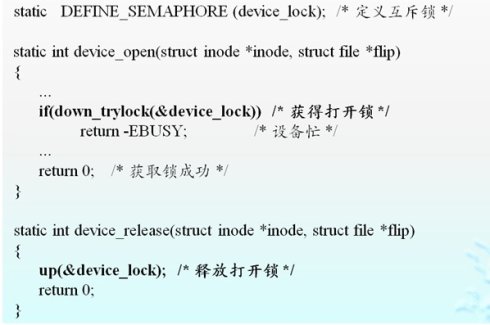 static DEFINE_SEMAPHORE (device_lock); /* 定义互斥锁 */
static int device_open(struct inode *inode, struct file *flip)
{
...
if(down_trylock(&device_lock)) /* 获得打开锁 */
return -EBUSY; /* 设备忙 */
...
return 0; /* 获取锁成功 */
}
static int device_release(struct inode *inode, struct file *flip)
{
up(&device_lock); /* 释放打开锁 */
return 0;
}